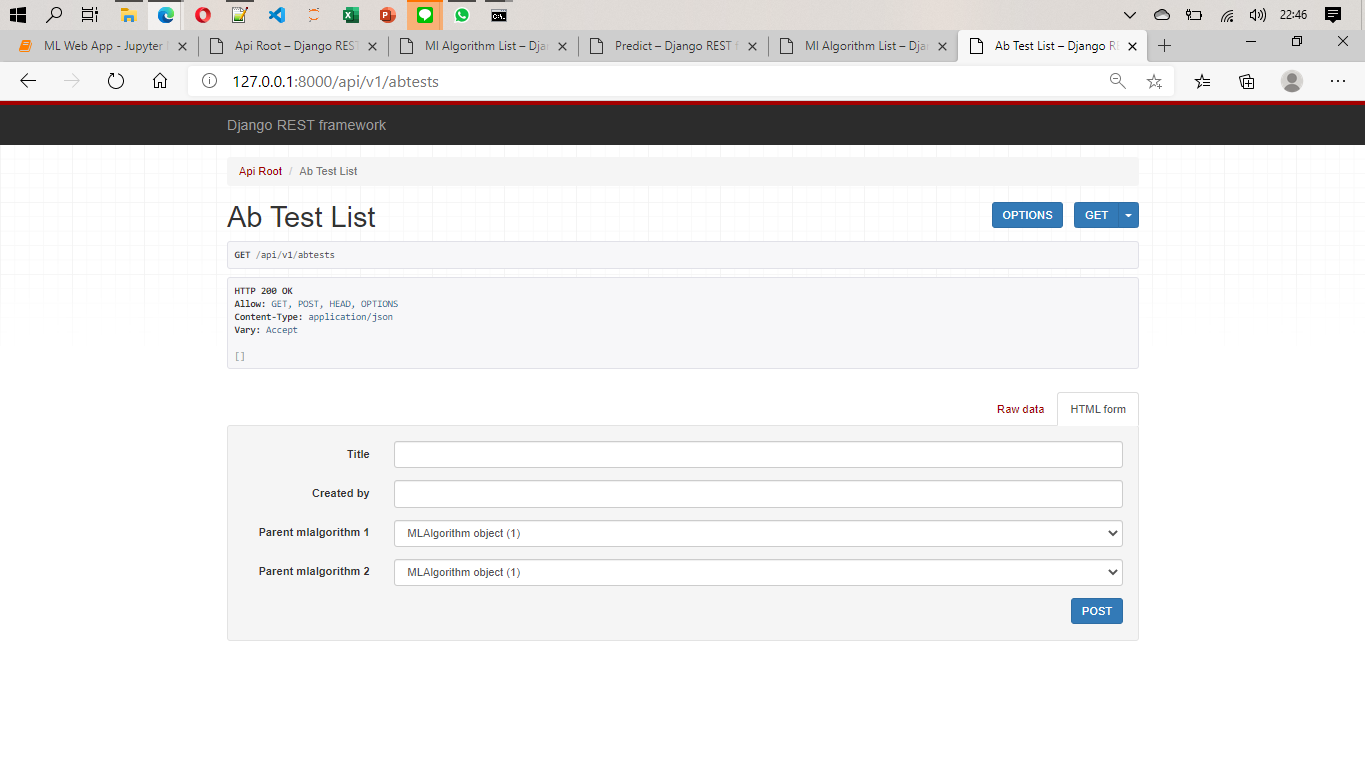 22:46
ML Web App - Jupyter
Api Root – Django REST
Ml Algorithm List – Dja
Predict – Django REST f
Ml Algorithm List – Dja
Ab Test List – Django RE
127.0.0.1:8000/api/v1/abtests
Django REST framework
Api Root / Ab Test List
Ab Test List
OPTIONS
GET
GET /api/v1/abtests
HTTP 200 OK
Allow: GET, POST, HEAD, OPTIONS
Content-Type: application/json
Vary: Accept
[]
Raw data
HTML form
Title
Created by
Parent mlalgorithm 1
MLAlgorithm object (1)
Parent mlalgorithm 2
MLAlgorithm object (1)
POST